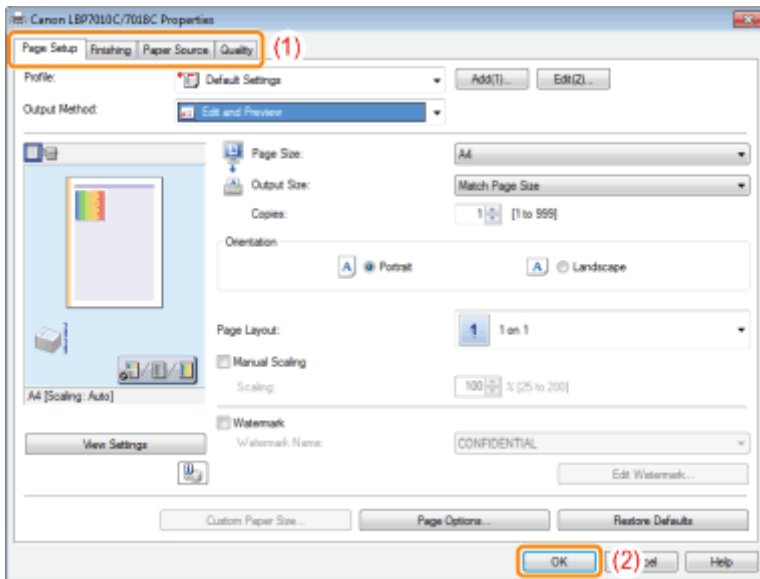 Canon LBP7010C/7018C Properties
Page Setup Finishing Paper Source Quality (1)
Profile: Default Settings Add(1)... Edit(2)...
Output Method: Edit and Preview
Page Size: A4
Output Size: Match Page Size
Copies: 1 [1 to 999]
Orientation
A Portrait A Landscape
Page Layout: 1 1 on 1
Manual Scaling
Scaling: 100 % [25 to 200]
A4 [Scaling: Auto]
Watermark
View Settings Watermark Name: CONFIDENTIAL
Edit Watermark...
Custom Paper Size... Page Options... Restore Defaults
OK (2) Help